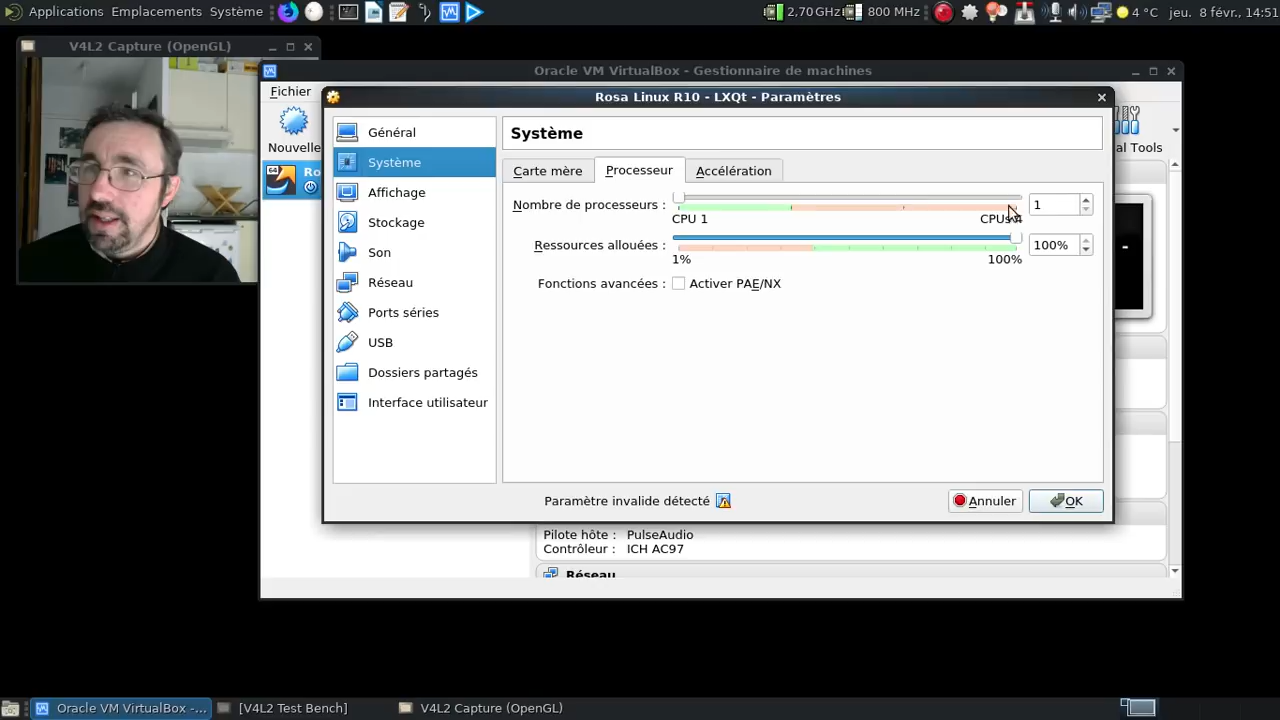 Applications Emplacements Système 2,70 GHz 800 MHz 4 °C jeu. 8 févr., 14:51
V4L2 Capture (OpenGL)
Oracle VM VirtualBox - Gestionnaire de machines
Fichier
Rosa Linux R10 - LXQt - Paramètres
Nouvelle
al Tools
64 Ro
Général
Système
Affichage
Stockage
Son
Réseau
Ports séries
USB
Dossiers partagés
Interface utilisateur
Système
Carte mère Processeur Accélération
Nombre de processeurs : 1
CPU 1 CPUs 4
Ressources allouées : 100%
1% 100%
Fonctions avancées : Activer PAE/NX
Paramètre invalide détecté Annuler OK
Pilote hôte : PulseAudio
Contrôleur : ICH AC97
Réseau
Oracle VM VirtualBox -... [V4L2 Test Bench] V4L2 Capture (OpenGL)